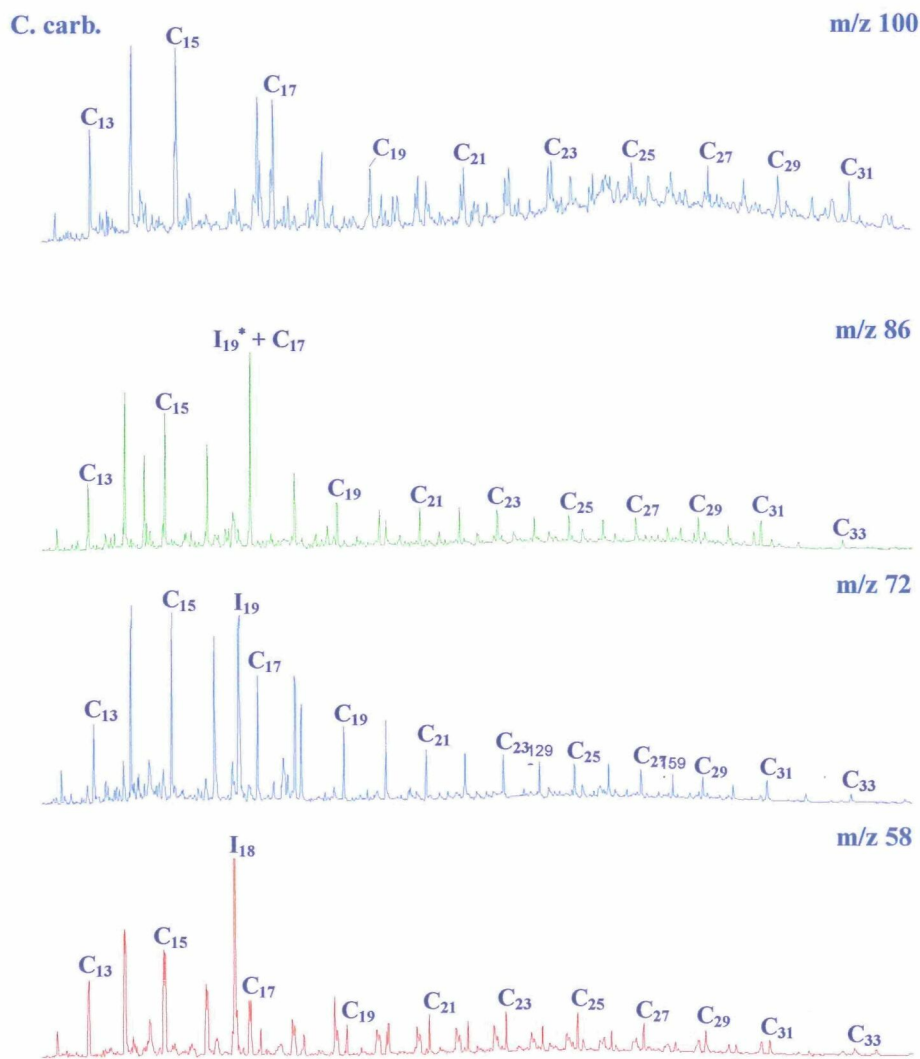 C. carb.
m/z 100
C₁₃ C₁₅ C₁₇ C₁₉ C₂₁ C₂₃ C₂₅ C₂₇ C₂₉ C₃₁
m/z 86
C₁₃ C₁₅ I₁₉* + C₁₇ C₁₉ C₂₁ C₂₃ C₂₅ C₂₇ C₂₉ C₃₁ C₃₃
m/z 72
C₁₃ C₁₅ I₁₉ C₁₇ C₁₉ C₂₁ C₂₃ 129 C₂₅ C₂₇ 159 C₂₉ C₃₁ C₃₃
m/z 58
C₁₃ C₁₅ I₁₈ C₁₇ C₁₉ C₂₁ C₂₃ C₂₅ C₂₇ C₂₉ C₃₁ C₃₃